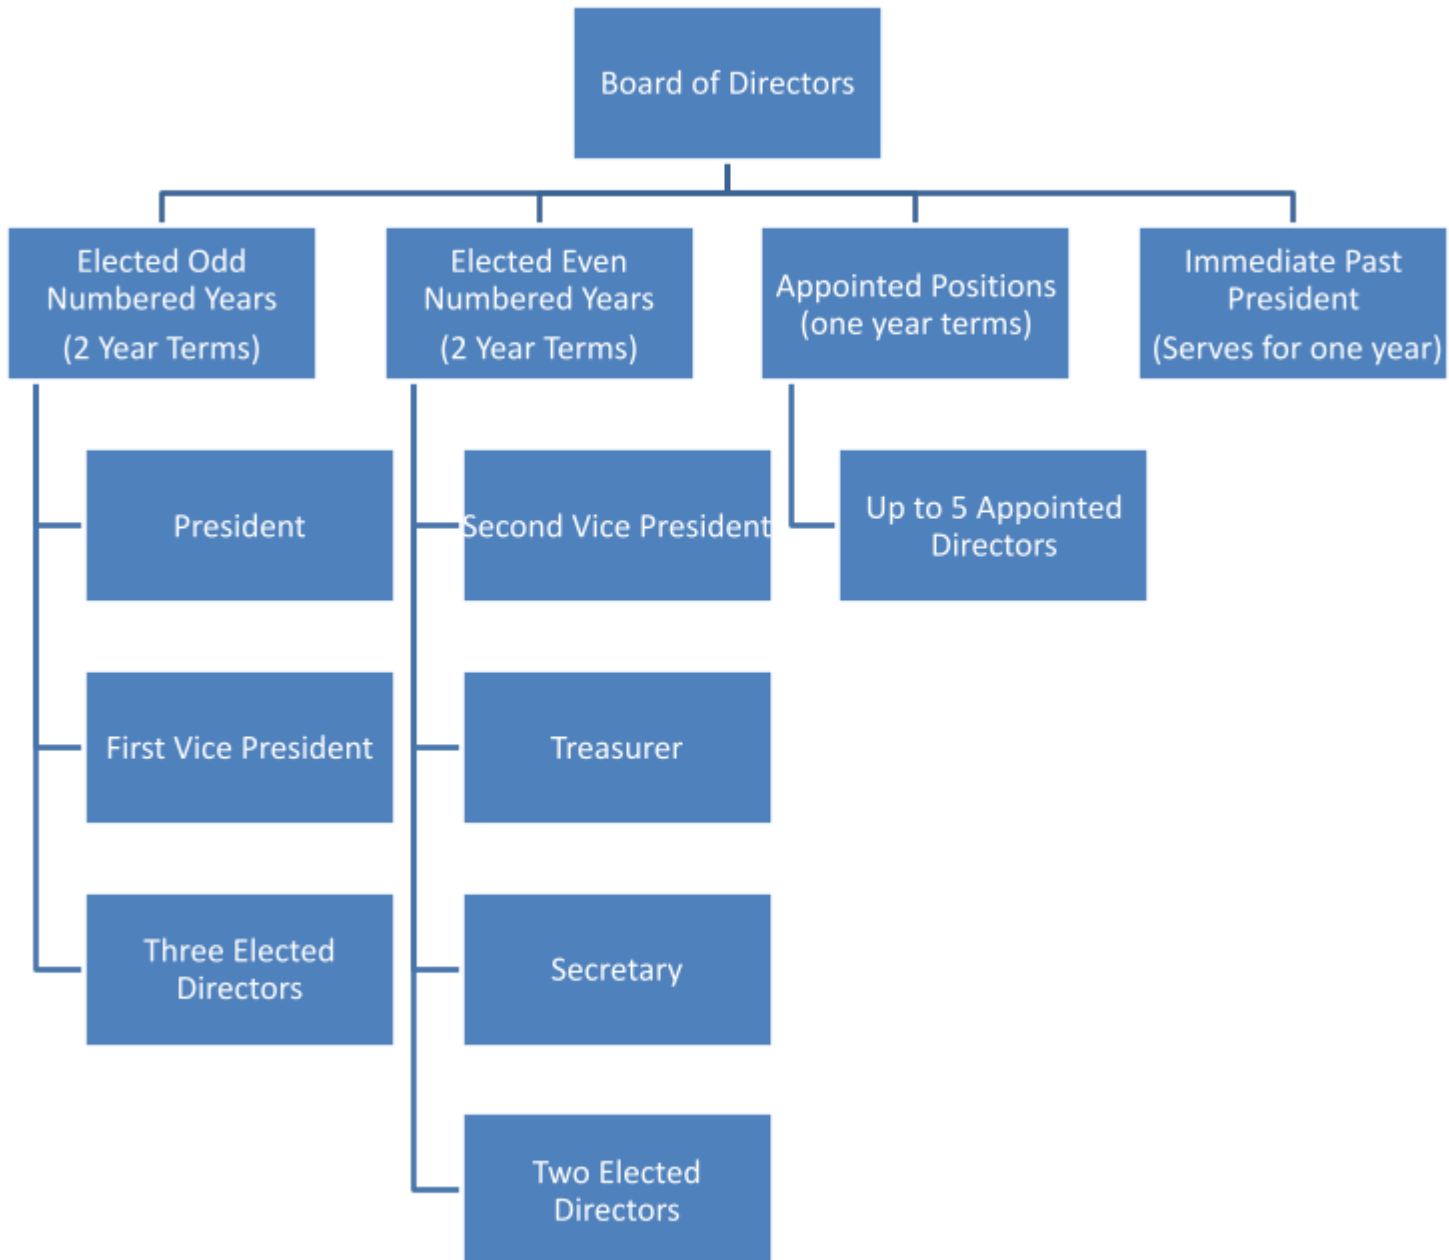 Board of Directors
Elected Odd
Numbered Years
(2 Year Terms)
Elected Even
Numbered Years
(2 Year Terms)
Appointed Positions
(one year terms)
Immediate Past
President
(Serves for one year)
President
Second Vice President
Up to 5 Appointed
Directors
First Vice President
Treasurer
Three Elected
Directors
Secretary
Two Elected
Directors